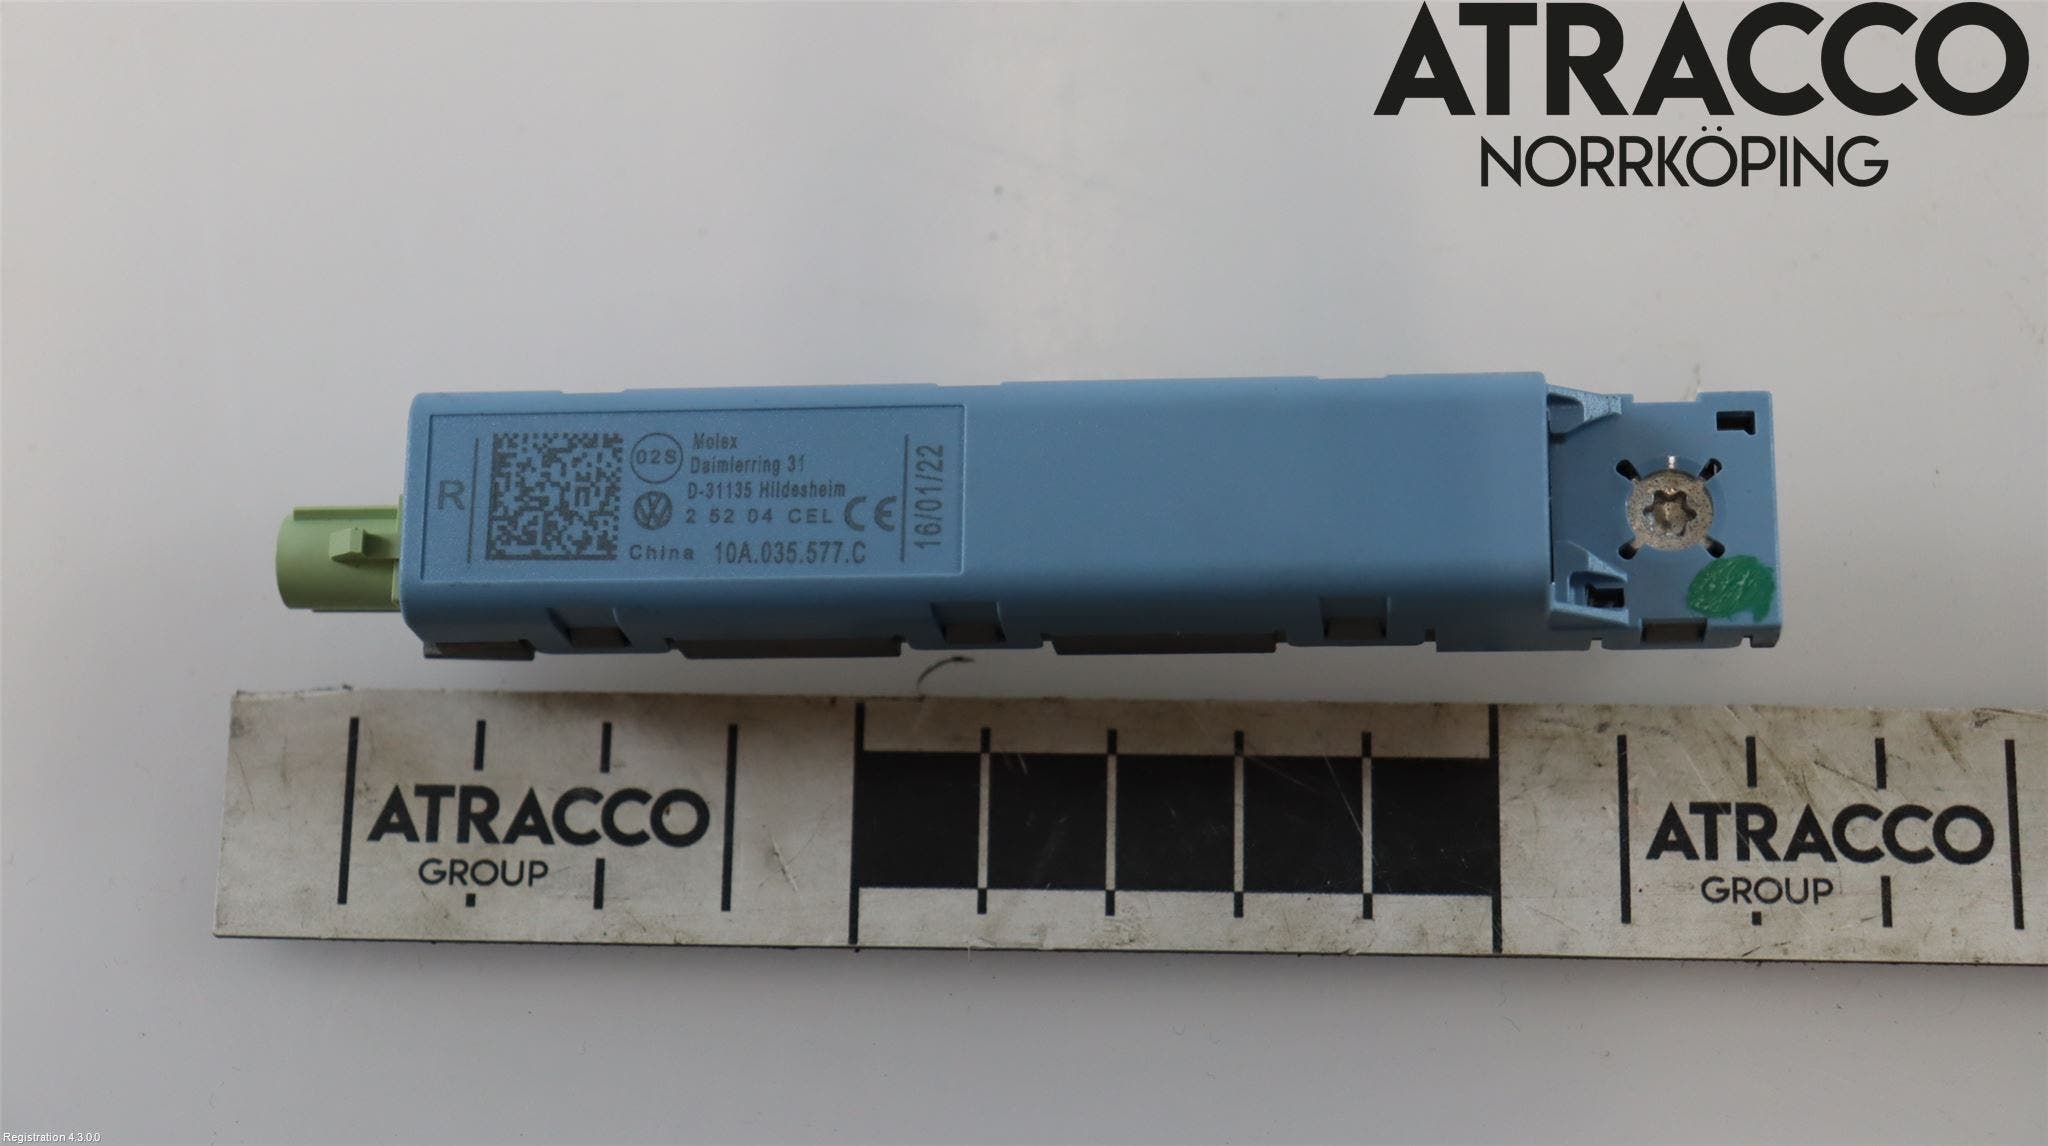 ATRACCO
NORRKÖPING
R
02S
Molex
Daimlerring 31
D-31135 Hildesheim
2 52 04 CEL CE
China 10A.035.577.C
16/01/22
ATRACCO
GROUP
ATRACCO
GROUP
Registration 4.3.0.0